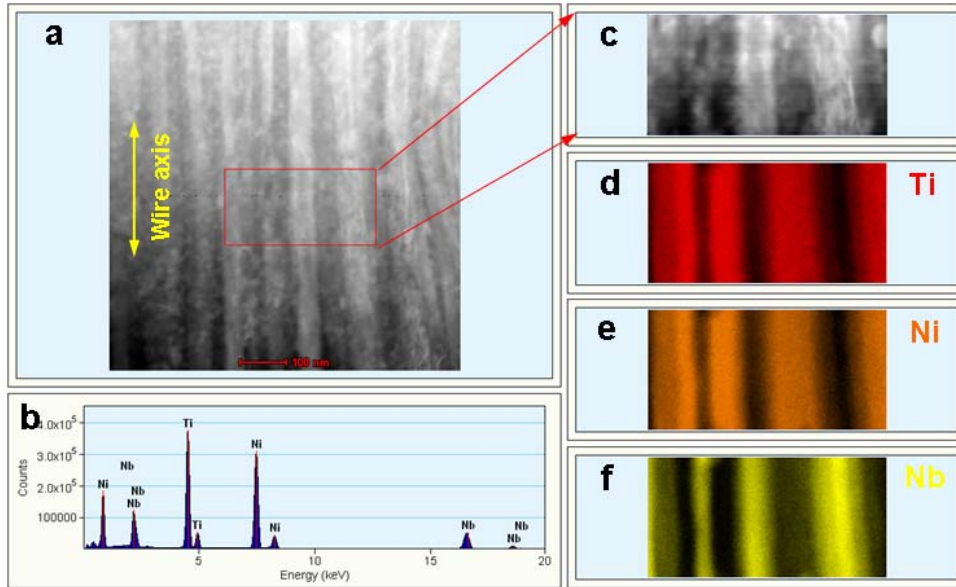 a
Wire axis
100 nm
b
4.0x10⁵
3.0x10⁵
2.0x10⁵
100000
Counts
Ni
Nb
Nb
Nb
Ti
Ti
Ni
Ni
Nb
Nb
Nb
5
10
15
20
Energy (keV)
c
d
Ti
e
Ni
f
Nb